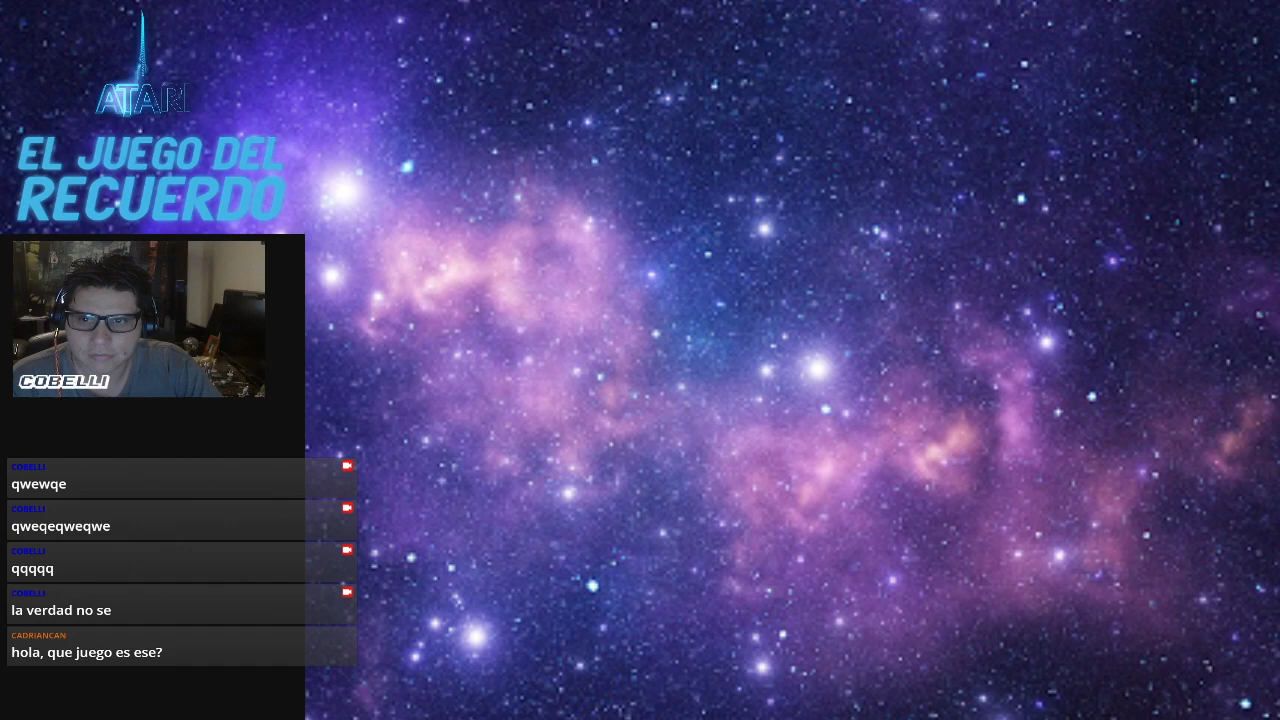 ATARI
EL JUEGO DEL
RECUERDO
COBELLI
COBELLI
qwewqe
COBELLI
qweqeqweqwe
COBELLI
qqqqq
COBELLI
la verdad no se
CADRIANCAN
hola, que juego es ese?